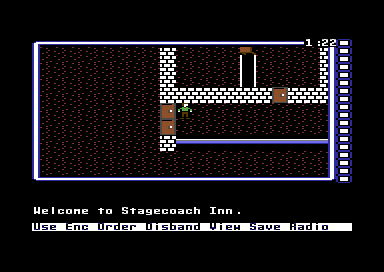 1:22
Welcome to Stagecoach Inn.
Use Enc Order Disband View Save Radio